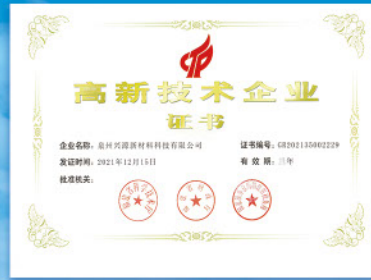 高新技术企业
证书
企业名称：泉州兴源新材料科技有限公司
证书编号：GR202135002229
发证时间：2021年12月15日
有效期：三年
批准机关：